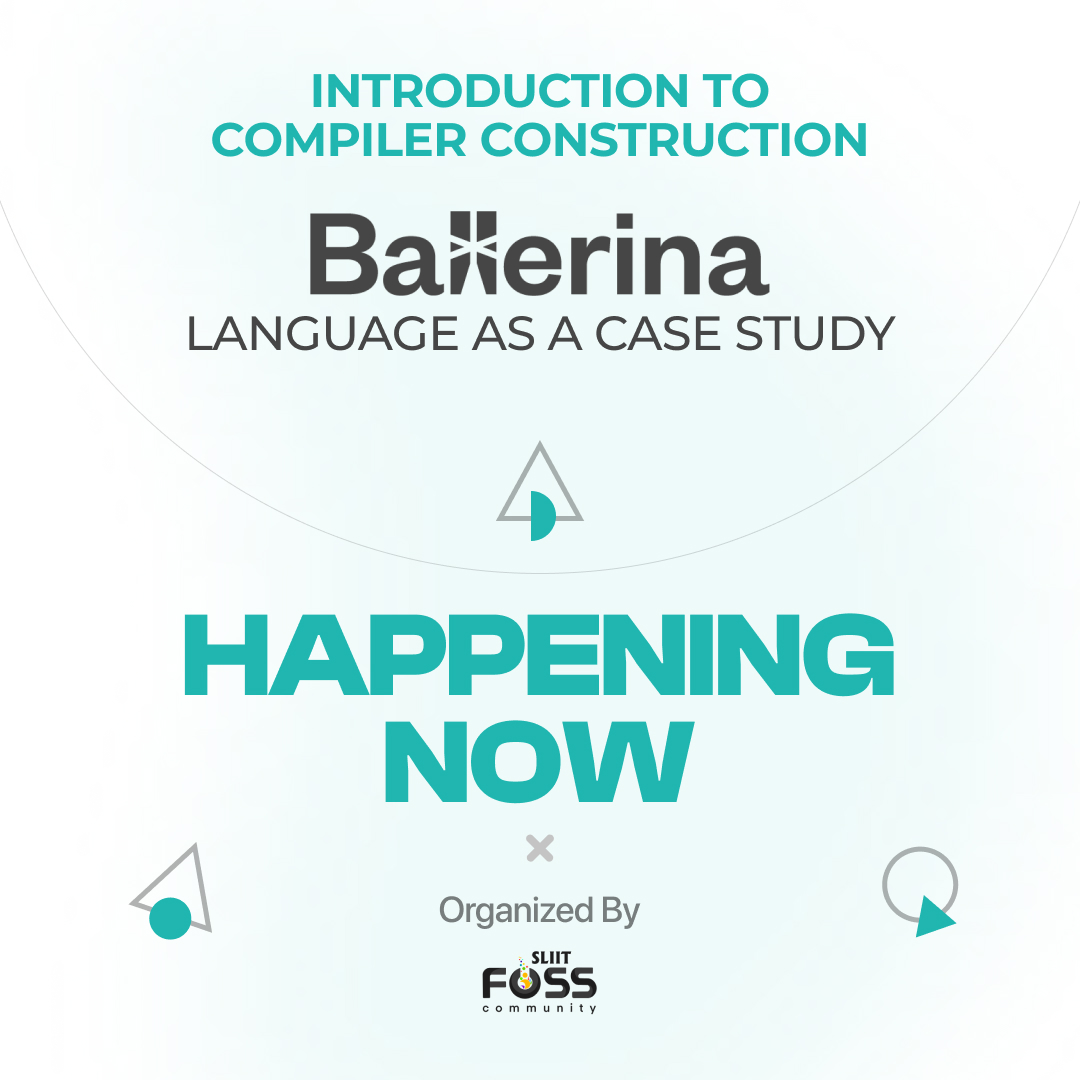 INTRODUCTION TO
COMPILER CONSTRUCTION
Ballerina
LANGUAGE AS A CASE STUDY
HAPPENING
NOW
Organized By
SLIIT
FOSS
community